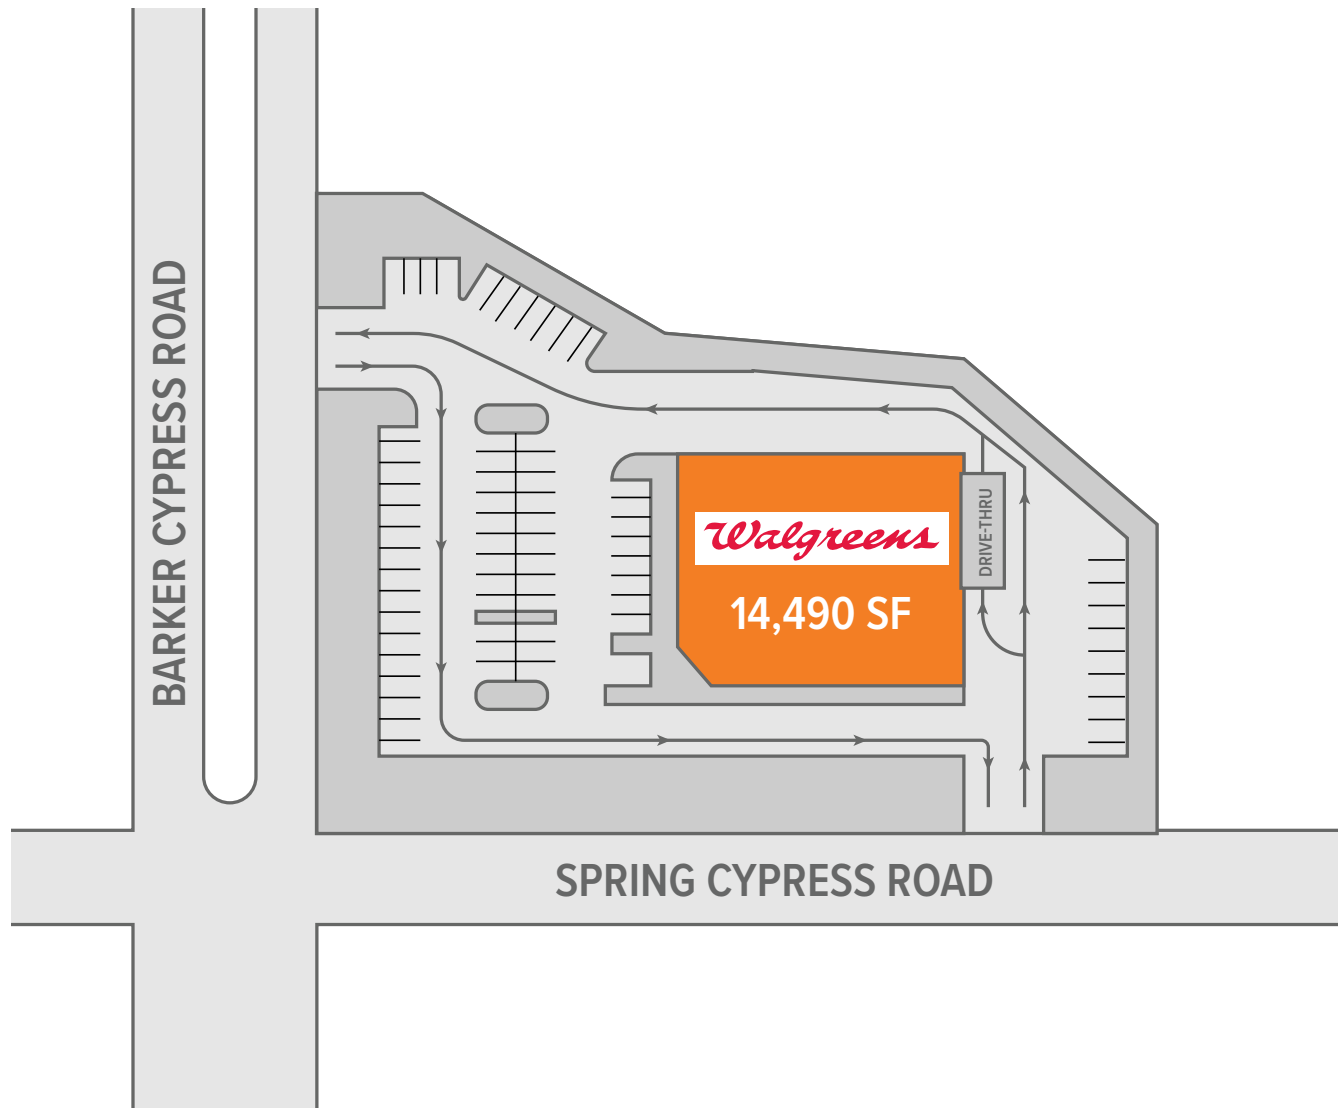 BARKER CYPRESS ROAD
Walgreens
14,490 SF
DRIVE-THRU
SPRING CYPRESS ROAD